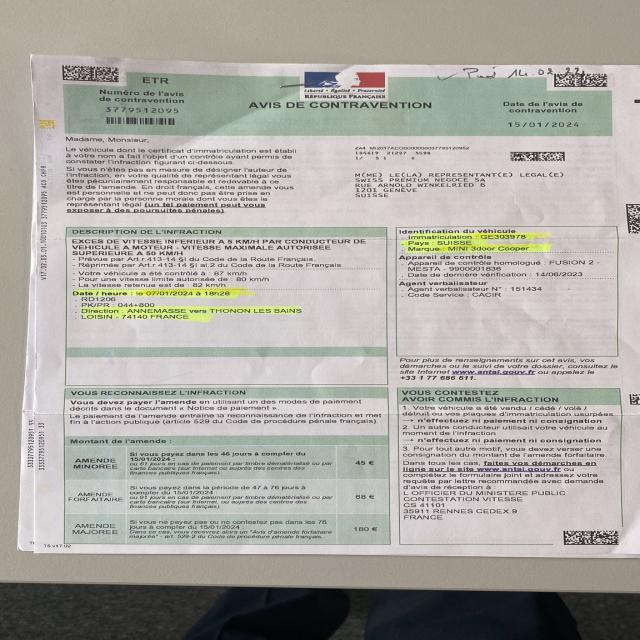 ETR
Numéro de l'avis
de contravention
3779512095
Liberté • Égalité • Fraternité
RÉPUBLIQUE FRANÇAISE
AVIS DE CONTRAVENTION
Date de l'avis de
contravention
15/01/2024
Madame, Monsieur,
Le véhicule dont le certificat d'immatriculation est établi
à votre nom a fait l'objet d'un contrôle ayant permis de
constater l'infraction figurant ci-dessous.
Si vous n'êtes pas en mesure de désigner l'auteur de
l'infraction, en votre qualité de représentant légal vous
êtes pécuniairement responsable et redevable à ce
titre de l'amende. En droit français, cette amende vous
est personnelle et ne donc pas être prise en
charge par la personne morale dont vous êtes le
représentant légal (un tel paiement peut vous
exposer à des poursuites pénales)
M(ME) LE(LA) REPRESENTANT(E) LEGAL(E)
SWISS PREMIUM NEGOCE SA
RUE ARNOLD WINKELRIED 6
1201 GENEVE
SUISSE
DESCRIPTION DE L'INFRACTION
EXCES DE VITESSE INFERIEUR A 5 KM/H PAR CONDUCTEUR DE
VEHICULE A MOTEUR - VITESSE MAXIMALE AUTORISEE
SUPERIEURE A 50 KM/H
- Prévue par Art.r.413-14 §I du Code de la Route Français.
- Réprimée par Art.r.413-14 §I al.2 du Code de la Route Français.
- Votre véhicule a été contrôlé à : 87 km/h
- Pour une vitesse limite autorisée : 80 km/h
- La vitesse retenue est de : 82 km/h
Date / heure : le 07/01/2024 à 18h28
- RD1206
- PK/PR : 044+800
- Direction : ANNEMASSE vers THONON LES BAINS
- LOISIN - 74140 FRANCE
Identification du véhicule
- Immatriculation : GE303978
- Pays : SUISSE
- Marque : MINI 3door Cooper
Appareil de contrôle
- Appareil de contrôle homologué : FUSION 2 -
MESTA - 9900001836
- Date de dernière vérification : 14/06/2023
Agent verbalisateur
- Agent verbalisateur N° : 151434
- Code Service : CACIR
Pour plus de renseignements sur cet avis, vos
démarches ou le suivi de votre dossier, consultez le
site Internet www.antai.gouv.fr ou appelez le
+33 1 77 686 611.
VOUS RECONNAISSEZ L'INFRACTION
Vous devez payer l'amende en utilisant un des modes de paiement
décrits dans le document « Notice de paiement ».
Le paiement de l'amende entraîne la reconnaissance de l'infraction et met
fin à l'action publique (article 529 du Code de procédure pénale français).
Montant de l'amende :
AMENDE
MINOREE
Si vous payez dans les 46 jours à compter du
15/01/2024
ou 61 jours en cas de paiement par timbre dématérialisé ou par
carte bancaire (sur Internet ou auprès des centres des
finances publiques français).
45 €
AMENDE
FORFAITAIRE
Si vous payez dans la période de 47 à 76 jours à
compter du 15/01/2024
ou 91 jours en cas de paiement par timbre dématérialisé ou par
carte bancaire (sur Internet, ou auprès des centres des
finances publiques français).
68 €
AMENDE
MAJOREE
Si vous ne payez pas ou ne contestez pas dans les 76
jours à compter du 15/01/2024 :
Dans ce cas, vous recevrez alors un "Avis d'amende forfaitaire
majorée" - art. 529-2 du Code de procédure pénale français.
180 €
VOUS CONTESTEZ
AVOIR COMMIS L'INFRACTION
1. Votre véhicule a été vendu / cédé / volé /
détruit ou vos plaques d'immatriculation usurpées
→ n'effectuez ni paiement ni consignation
2. Un autre conducteur utilisait votre véhicule au
moment de l'infraction.
→ n'effectuez ni paiement ni consignation
3. Pour tout autre motif, vous devez verser une
consignation du montant de l'amende forfaitaire.
Dans tous les cas, faites vos démarches en
ligne sur le site www.antai.gouv.fr ou
complétez le formulaire joint et adressez votre
requête par lettre recommandée avec demande
d'avis de réception à
L OFFICIER DU MINISTERE PUBLIC
CONTESTATION VITESSE
CS 41101
35911 RENNES CEDEX 9
FRANCE